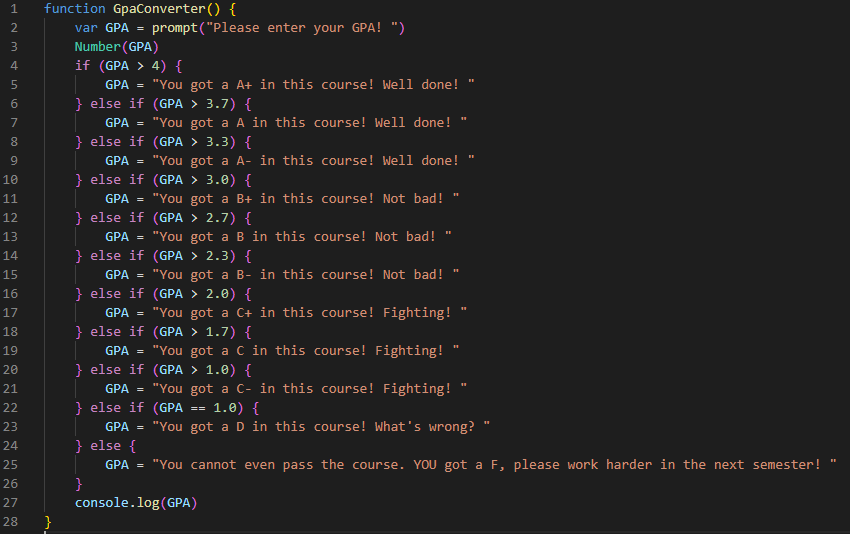 1 function GpaConverter() {
2     var GPA = prompt("Please enter your GPA! ")
3     Number(GPA)
4     if (GPA > 4) {
5         GPA = "You got a A+ in this course! Well done! "
6     } else if (GPA > 3.7) {
7         GPA = "You got a A in this course! Well done! "
8     } else if (GPA > 3.3) {
9         GPA = "You got a A- in this course! Well done! "
10     } else if (GPA > 3.0) {
11         GPA = "You got a B+ in this course! Not bad! "
12     } else if (GPA > 2.7) {
13         GPA = "You got a B in this course! Not bad! "
14     } else if (GPA > 2.3) {
15         GPA = "You got a B- in this course! Not bad! "
16     } else if (GPA > 2.0) {
17         GPA = "You got a C+ in this course! Fighting! "
18     } else if (GPA > 1.7) {
19         GPA = "You got a C in this course! Fighting! "
20     } else if (GPA > 1.0) {
21         GPA = "You got a C- in this course! Fighting! "
22     } else if (GPA == 1.0) {
23         GPA = "You got a D in this course! What's wrong? "
24     } else {
25         GPA = "You cannot even pass the course. YOU got a F, please work harder in the next semester! "
26     }
27     console.log(GPA)
28 }